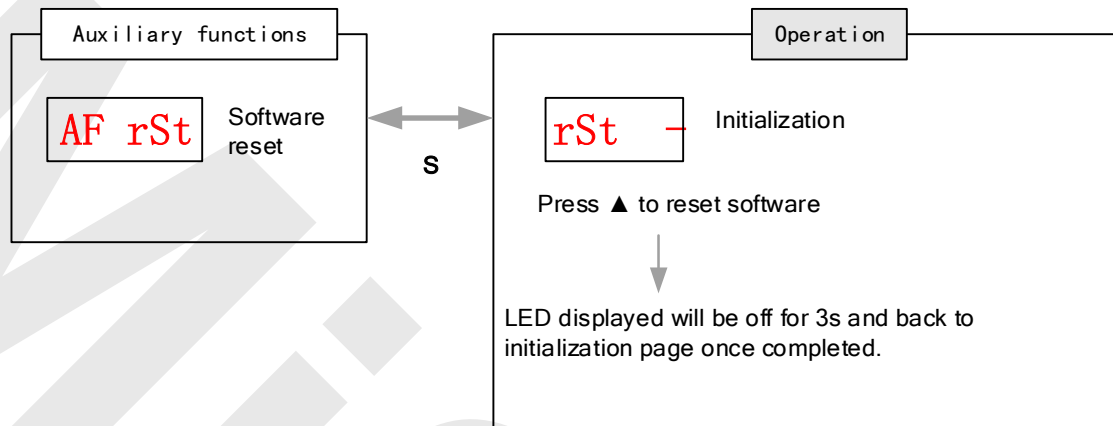 Auxiliary functions
AF rSt
Software
reset
S
Operation
rSt -
Initialization
Press ▲ to reset software
LED displayed will be off for 3s and back to
initialization page once completed.